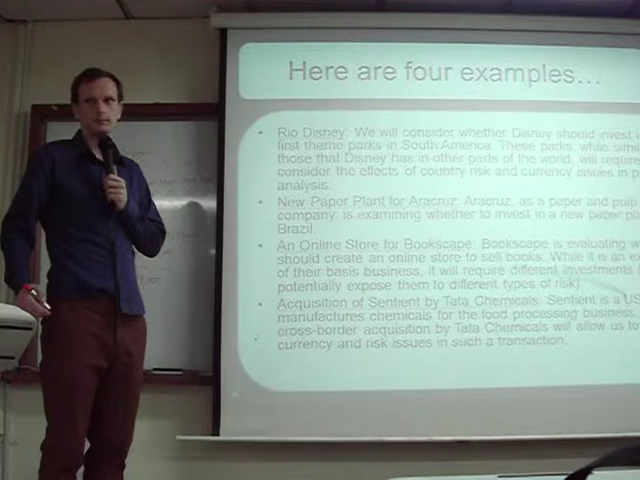 Here are four examples…
• Rio Disney: We will consider whether Disney should invest
first theme parks in South America. These parks, while
those that Disney has in other parts of the world, will
consider the effects of country risk and currency issues in
analysis.
• New Paper Plant for Aracruz: Aracruz, as a paper and pulp
company, is examining whether to invest in a new paper
Brazil.
• An Online Store for Bookscape: Bookscape is evaluating
should create an online store to sell books. While it is an
of their basis business, it will require different investments
potentially expose them to different types of risk)
• Acquisition of Sentient by Tata Chemicals: Sentient is a
manufactures chemicals for the food processing business.
cross-border acquisition by Tata Chemicals will allow us to
currency and risk issues in such a transaction.